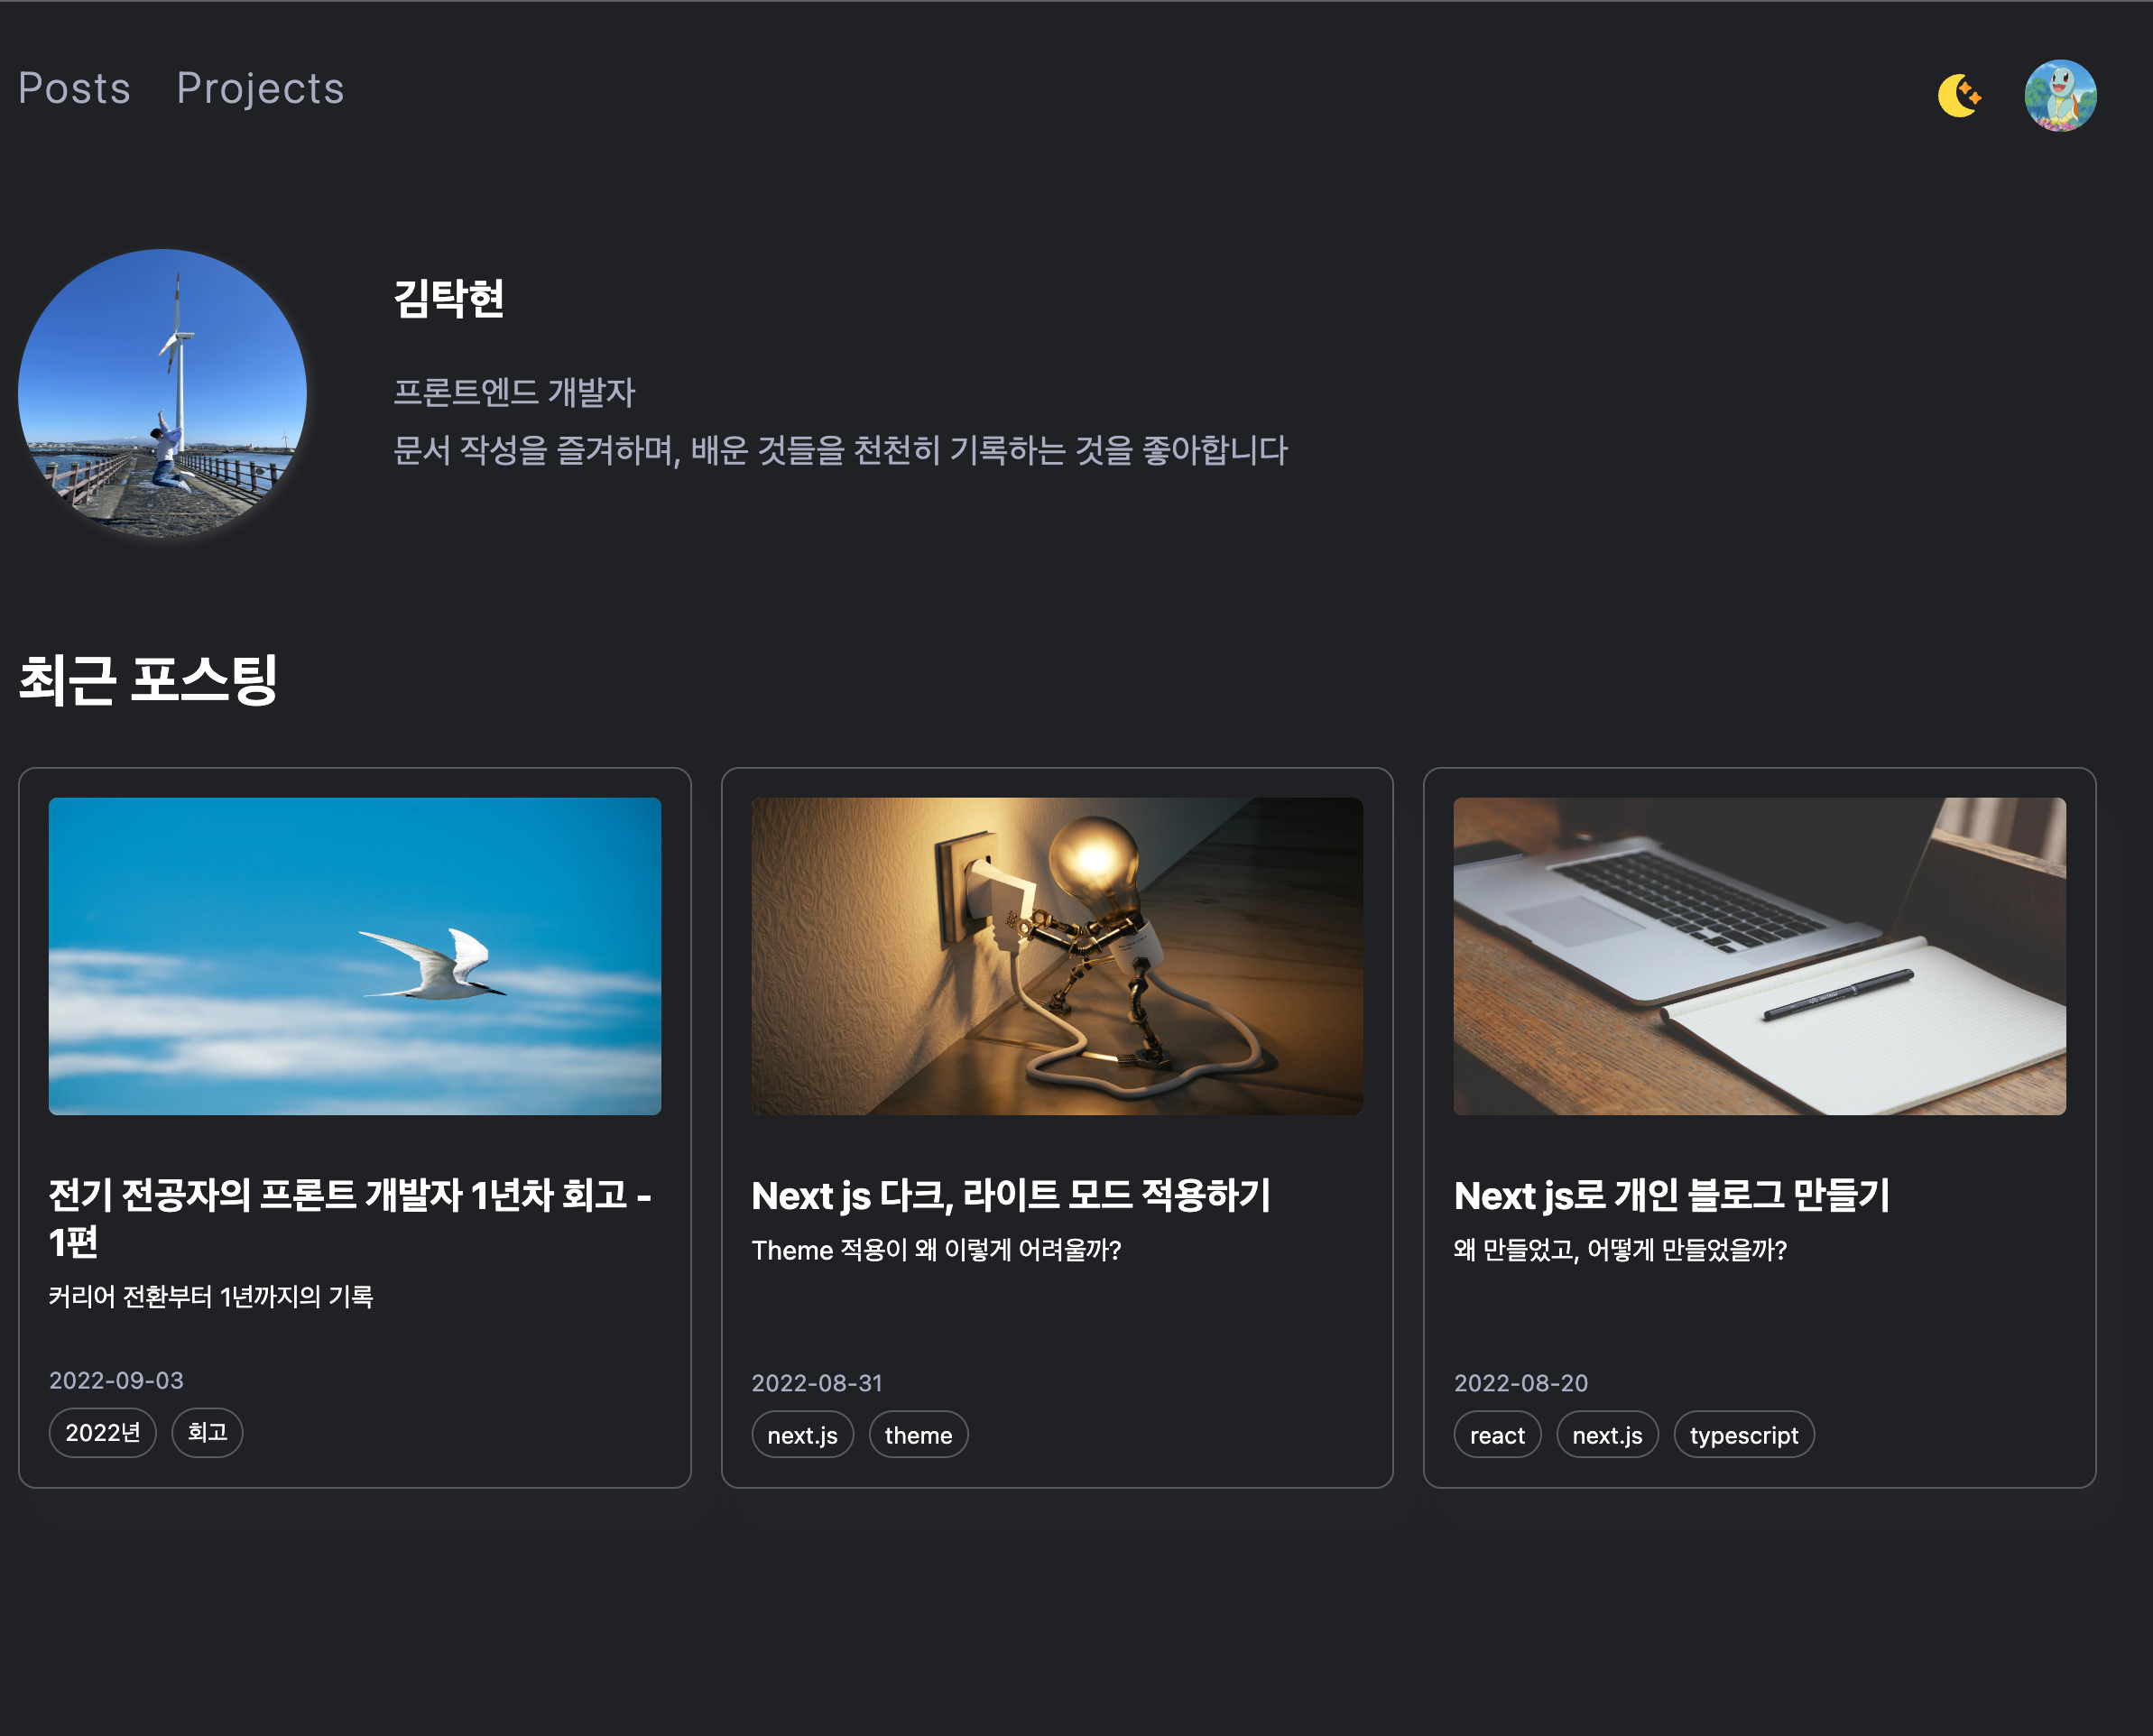 Posts Projects
김탁현
프론트엔드 개발자
문서 작성을 즐겨하며, 배운 것들을 천천히 기록하는 것을 좋아합니다
최근 포스팅
전기 전공자의 프론트 개발자 1년차 회고 -
1편
커리어 전환부터 1년까지의 기록
2022-09-03
2022년 회고
Next js 다크, 라이트 모드 적용하기
Theme 적용이 왜 이렇게 어려울까?
2022-08-31
next.js theme
Next js로 개인 블로그 만들기
왜 만들었고, 어떻게 만들었을까?
2022-08-20
react next.js typescript